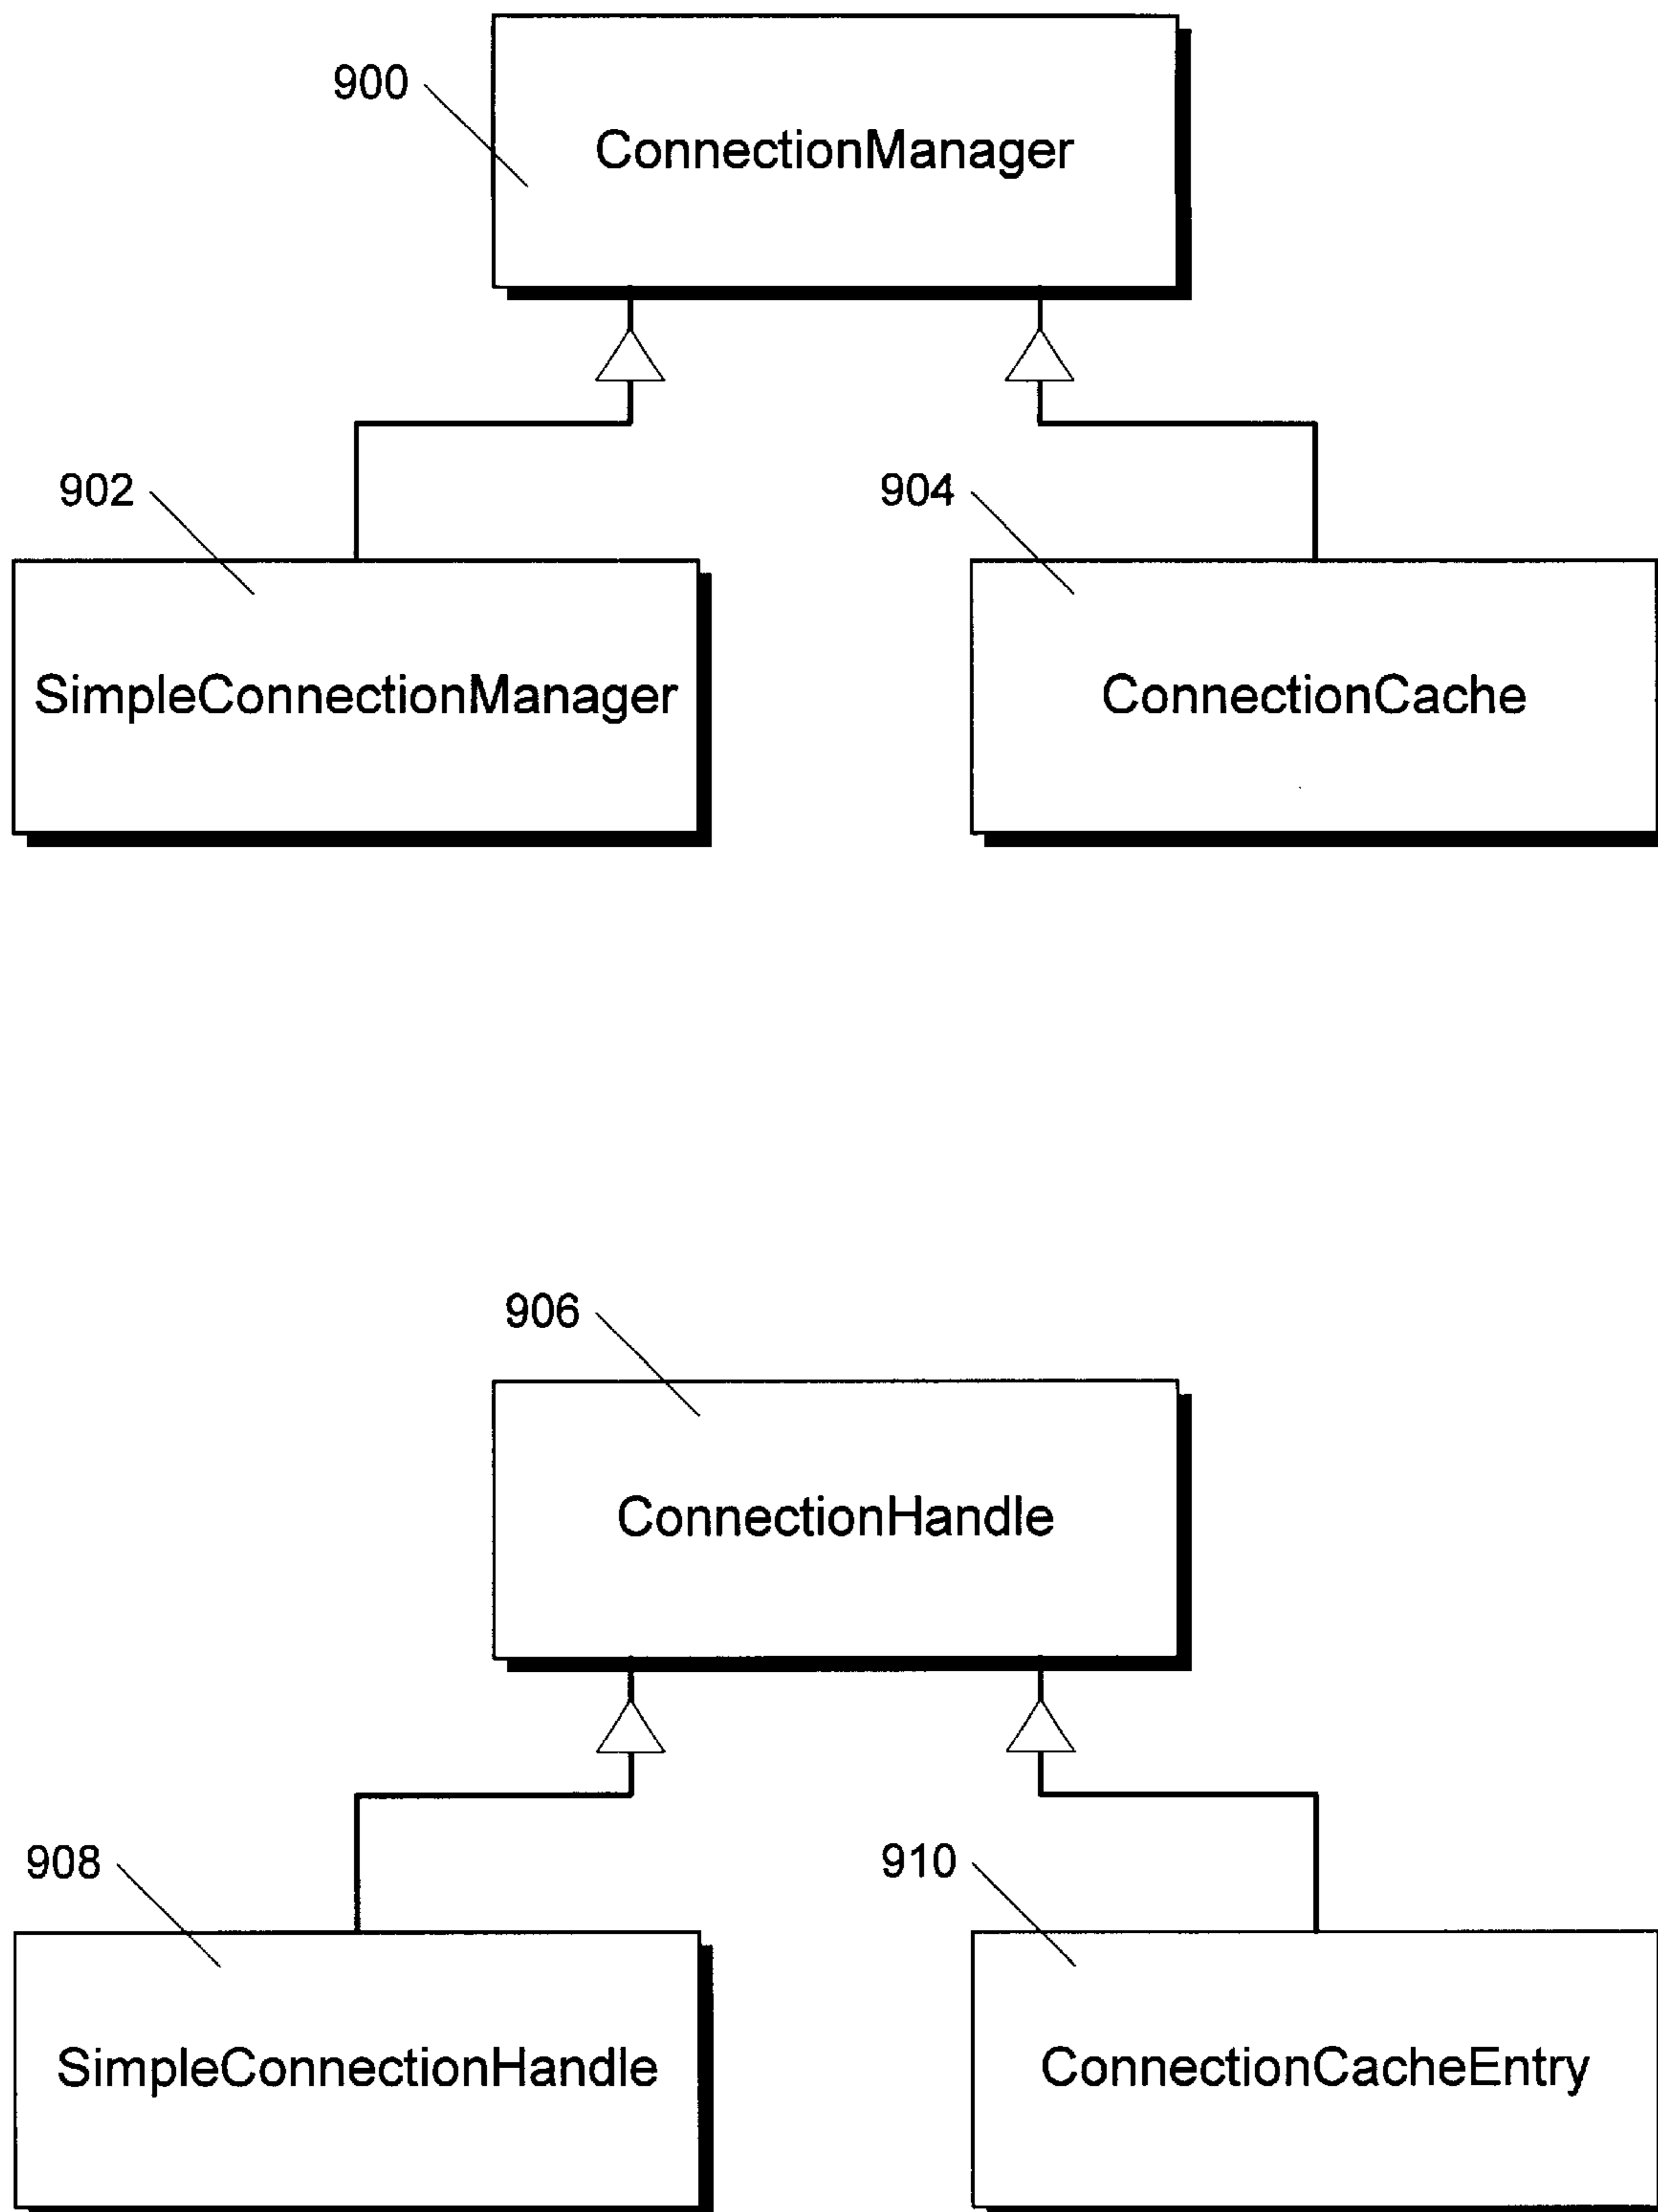 900
ConnectionManager
902
904
SimpleConnectionManager
ConnectionCache
906
ConnectionHandle
908
910
SimpleConnectionHandle
ConnectionCacheEntry